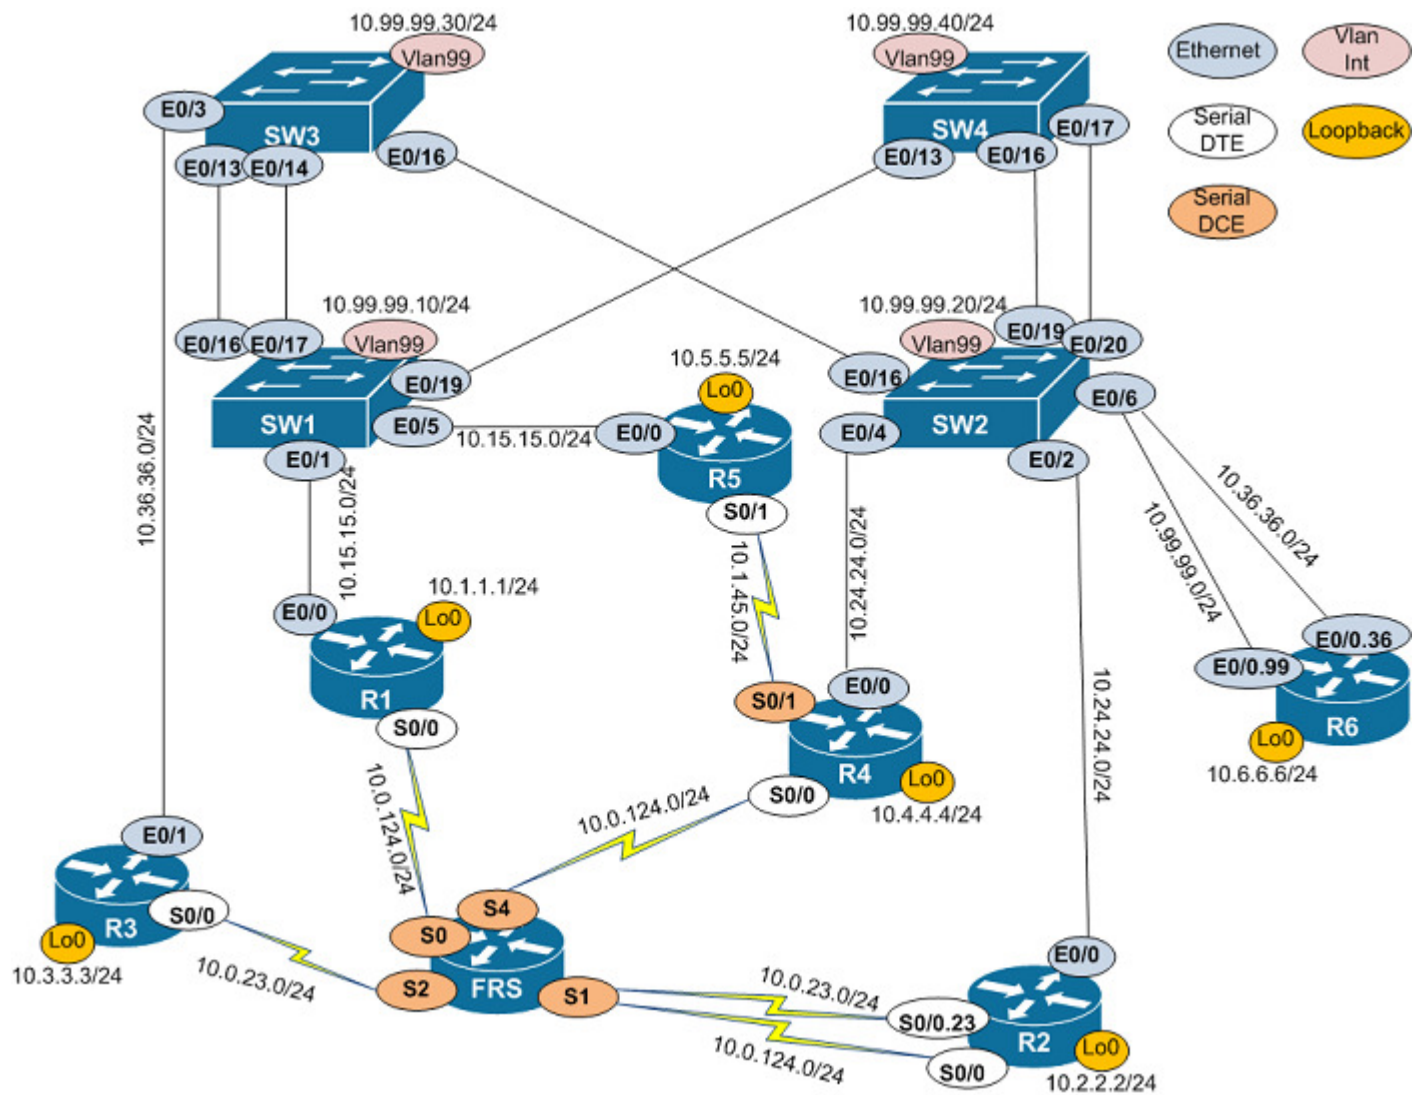 10.99.99.30/24
10.99.99.40/24
Vlan99
Vlan99
Ethernet
Vlan
Int
E0/3
SW3
E0/16
E0/13
E0/14
SW4
E0/17
E0/13
E0/16
Serial
DTE
Loopback
Serial
DCE
10.99.99.10/24
10.99.99.20/24
E0/16
E0/17
Vlan99
E0/19
SW1
E0/5
E0/1
10.15.15.0/24
10.15.15.0/24
10.5.5.5/24
Lo0
E0/0
R5
S0/1
E0/16
Vlan99
E0/19
E0/20
E0/6
E0/4
SW2
E0/2
10.36.36.0/24
10.1.45.0/24
10.24.24.0/24
10.99.99.0/24
10.36.36.0/24
E0/0
10.1.1.1/24
Lo0
R1
S0/0
S0/1
E0/0
R4
S0/0
Lo0
10.4.4.4/24
E0/0.36
E0/0.99
R6
Lo0
10.6.6.6/24
10.24.24.0/24
10.0.124.0/24
10.0.124.0/24
E0/1
R3
S0/0
Lo0
10.3.3.3/24
10.0.23.0/24
S4
S0
S2
FRS
S1
10.0.23.0/24
10.0.124.0/24
E0/0
S0/0.23
R2
S0/0
Lo0
10.2.2.2/24